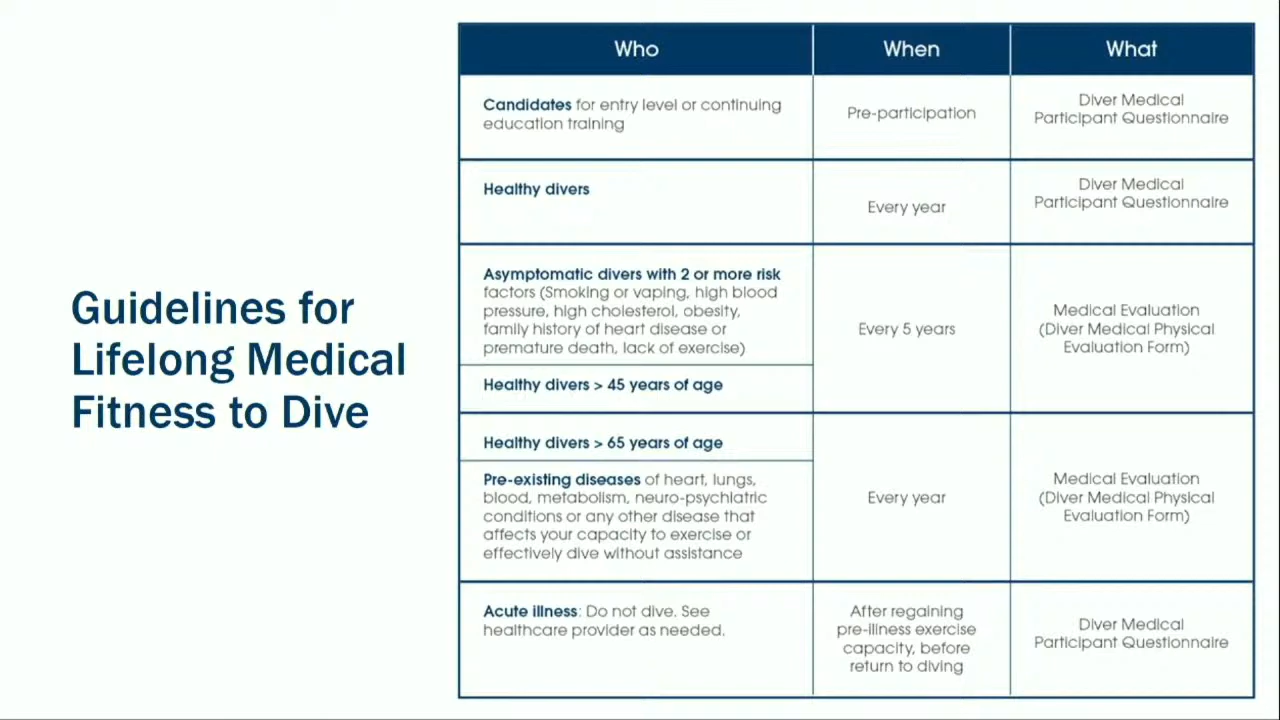 Guidelines for
Lifelong Medical
Fitness to Dive
Who
When
What
Candidates for entry level or continuing
education training
Pre-participation
Diver Medical
Participant Questionnaire
Healthy divers
Every year
Diver Medical
Participant Questionnaire
Asymptomatic divers with 2 or more risk
factors (Smoking or vaping, high blood
pressure, high cholesterol, obesity,
family history of heart disease or
premature death, lack of exercise)
Healthy divers > 45 years of age
Every 5 years
Medical Evaluation
(Diver Medical Physical
Evaluation Form)
Healthy divers > 65 years of age
Pre-existing diseases of heart, lungs,
blood, metabolism, neuro-psychiatric
conditions or any other disease that
affects your capacity to exercise or
effectively dive without assistance
Every year
Medical Evaluation
(Diver Medical Physical
Evaluation Form)
Acute illness: Do not dive. See
healthcare provider as needed.
After regaining
pre-illness exercise
capacity, before
return to diving
Diver Medical
Participant Questionnaire